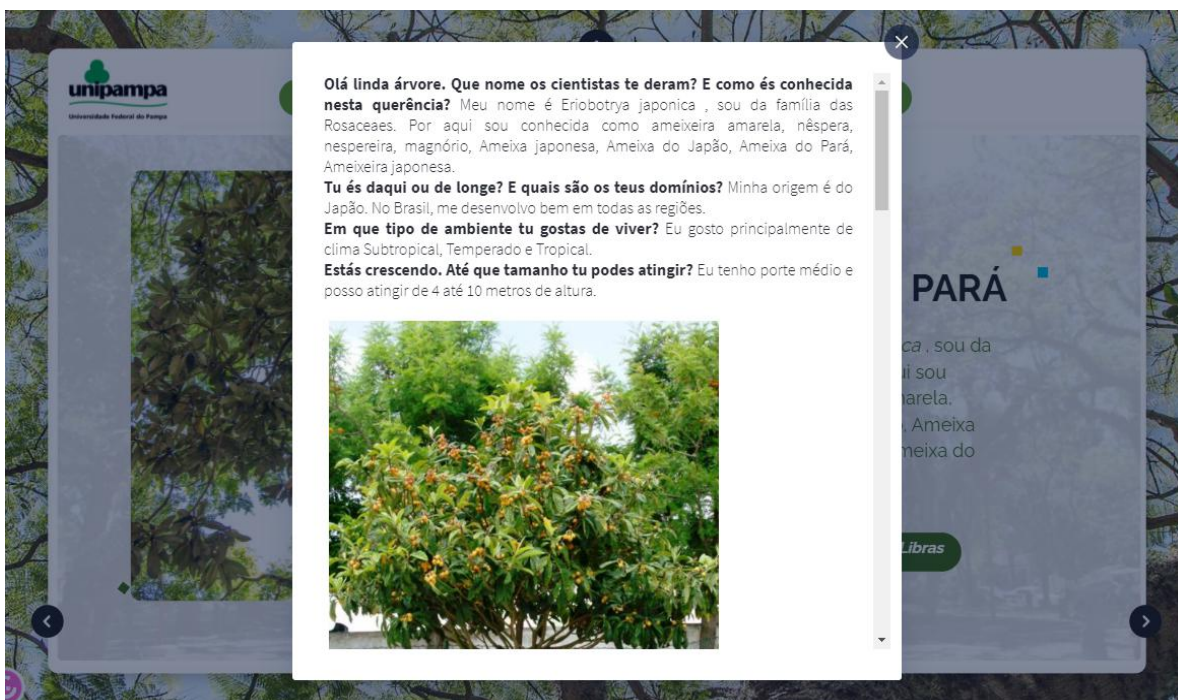 unipampa
Universidade Federal do Pampa
Olá linda árvore. Que nome os cientistas te deram? E como és conhecida
nesta querência? Meu nome é Eriobotrya japonica , sou da família das
Rosaceaes. Por aqui sou conhecida como ameixeira amarela, nêspera,
nespereira, magnório, Ameixa japonesa, Ameixa do Japão, Ameixa do Pará,
Ameixeira japonesa.
Tu és daqui ou de longe? E quais são os teus domínios? Minha origem é do
Japão. No Brasil, me desenvolvo bem em todas as regiões.
Em que tipo de ambiente tu gostas de viver? Eu gosto principalmente de
clima Subtropical, Temperado e Tropical.
Estás crescendo. Até que tamanho tu podes atingir? Eu tenho porte médio e
posso atingir de 4 até 10 metros de altura.
PARÁ
ca , sou da
ui sou
narela,
, Ameixa
meixa do
Libras